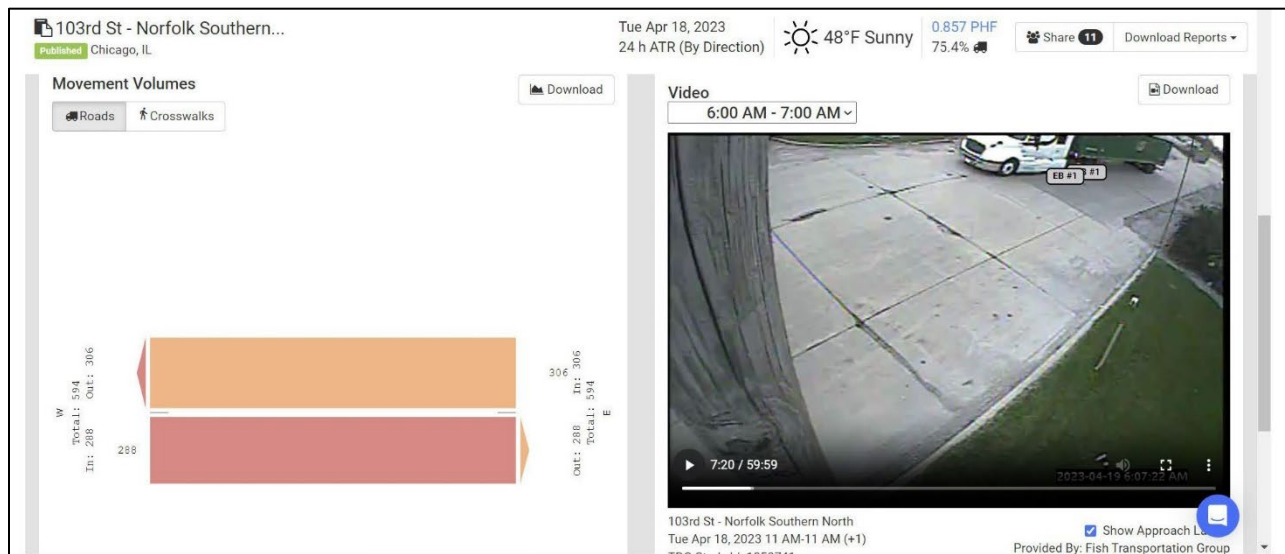 103rd St - Norfolk Southern...
Published Chicago, IL
Tue Apr 18, 2023
24 h ATR (By Direction)
48°F Sunny
0.857 PHF
75.4%
Share 11
Download Reports
Movement Volumes
Download
Roads
Crosswalks
W
Total: 594
In: 288 Out: 306
288
306
Out: 288 In: 306
Total: 594
E
Video
Download
6:00 AM - 7:00 AM
EB #1
#1
7:20 / 59:59
2023-04-19 6:07:22 AM
103rd St - Norfolk Southern North
Tue Apr 18, 2023 11 AM-11 AM (+1)
Show Approach La
Provided By: Fish Transportation Group